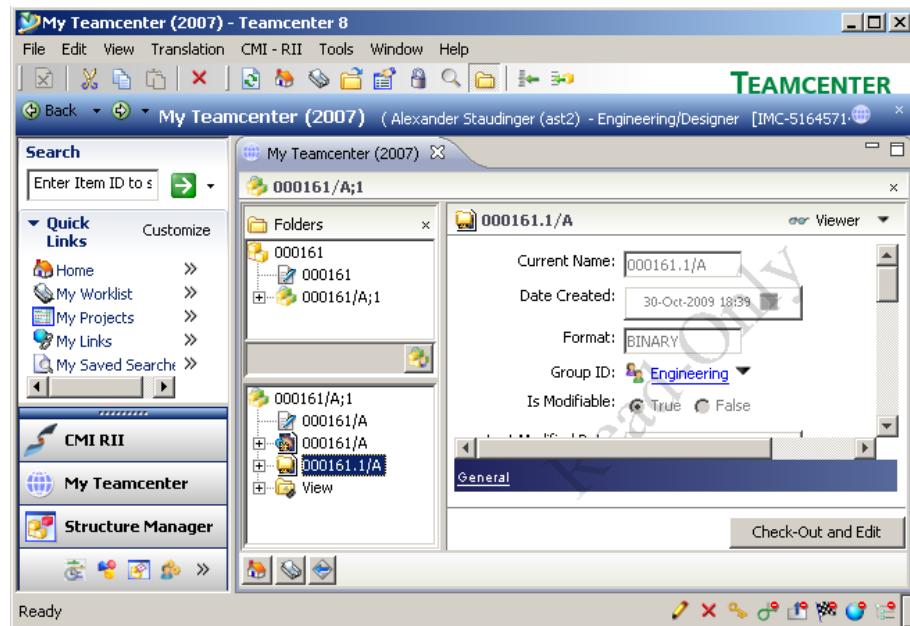 My Teamcenter (2007) - Teamcenter 8
File Edit View Translation CMI - RII Tools Window Help
TEAMCENTER
Back
My Teamcenter (2007) ( Alexander Staudinger (ast2) - Engineering/Designer [IMC-5164571-
Search
Enter Item ID to s
Quick Links Customize
Home
My Worklist
My Projects
My Links
My Saved Searche
CMI RII
My Teamcenter
Structure Manager
My Teamcenter (2007)
000161/A;1
Folders
000161
000161
000161/A;1
000161/A;1
000161/A
000161/A
000161.1/A
View
000161.1/A Viewer
Current Name: 000161.1/A
Date Created: 30-Oct-2009 18:39
Format: BINARY
Group ID: Engineering
Is Modifiable: True False
Read-Only
General
Check-Out and Edit
Ready